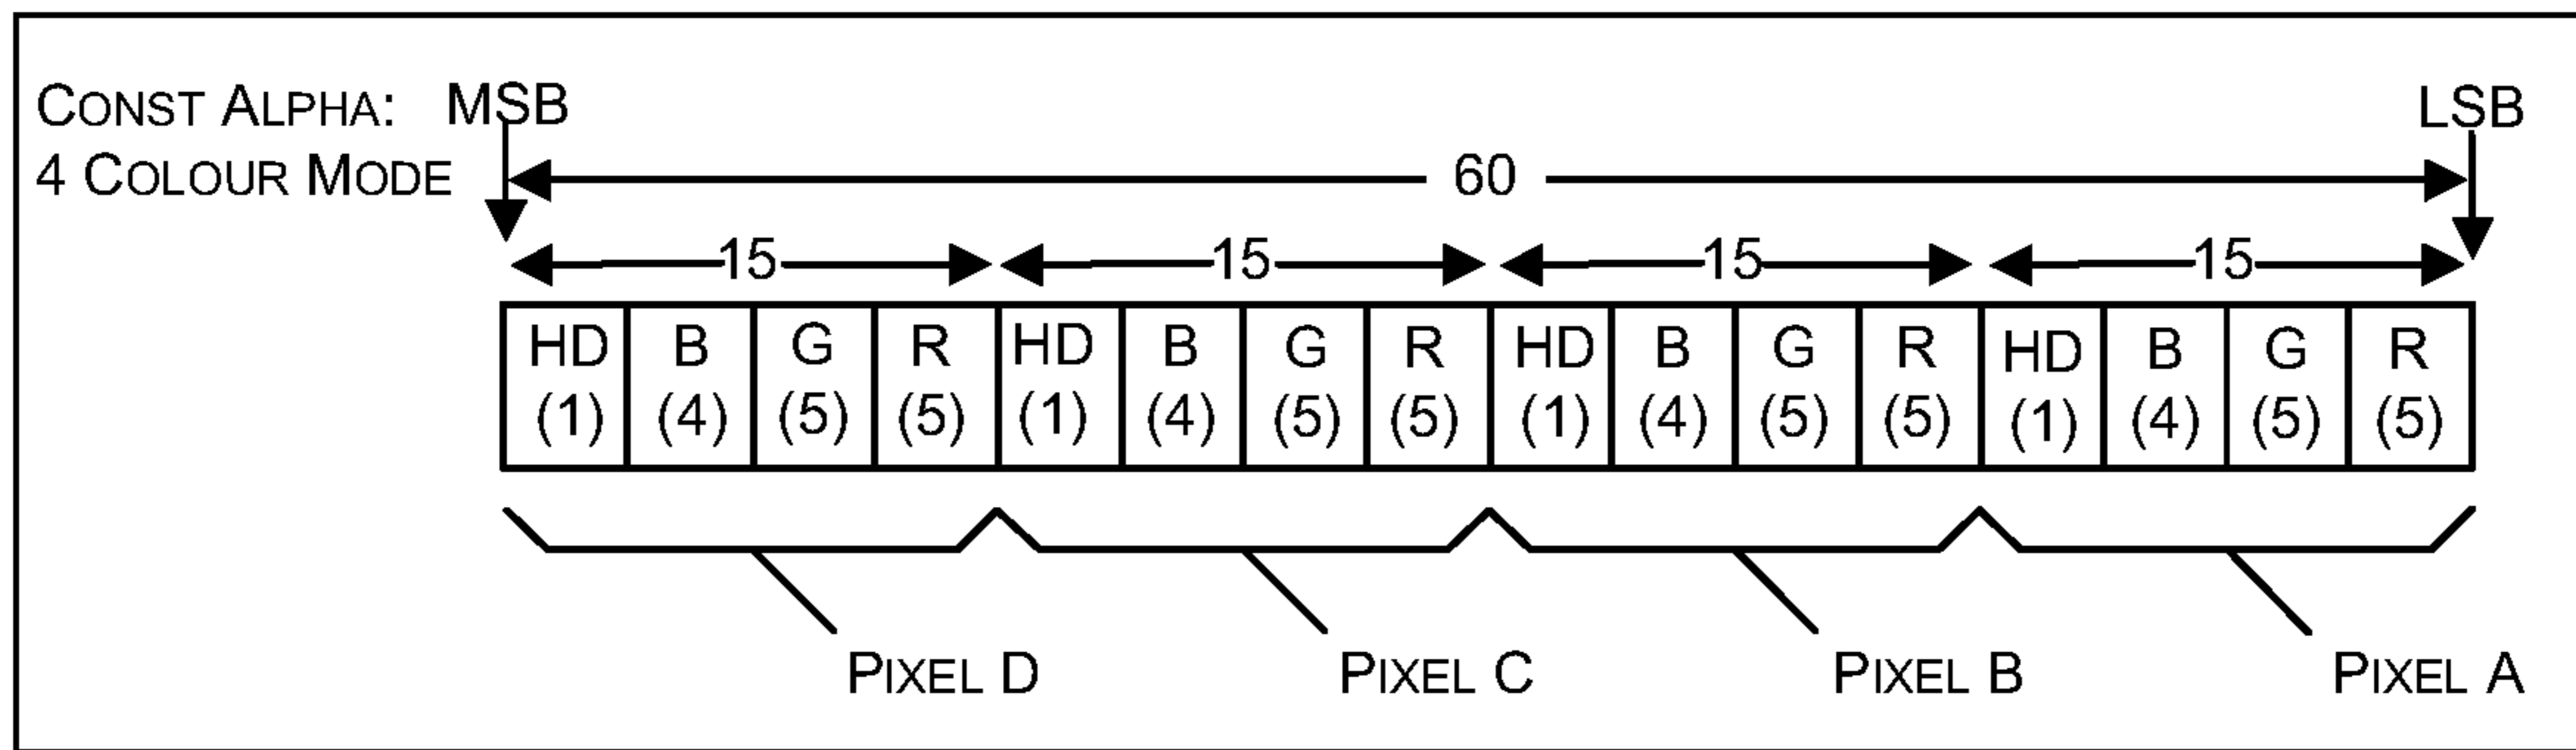 CONST ALPHA: MSB LSB
4 COLOUR MODE 60
15 15 15 15
HD B G R HD B G R HD B G R HD B G R
(1) (4) (5) (5) (1) (4) (5) (5) (1) (4) (5) (5) (1) (4) (5) (5)
PIXEL D PIXEL C PIXEL B PIXEL A